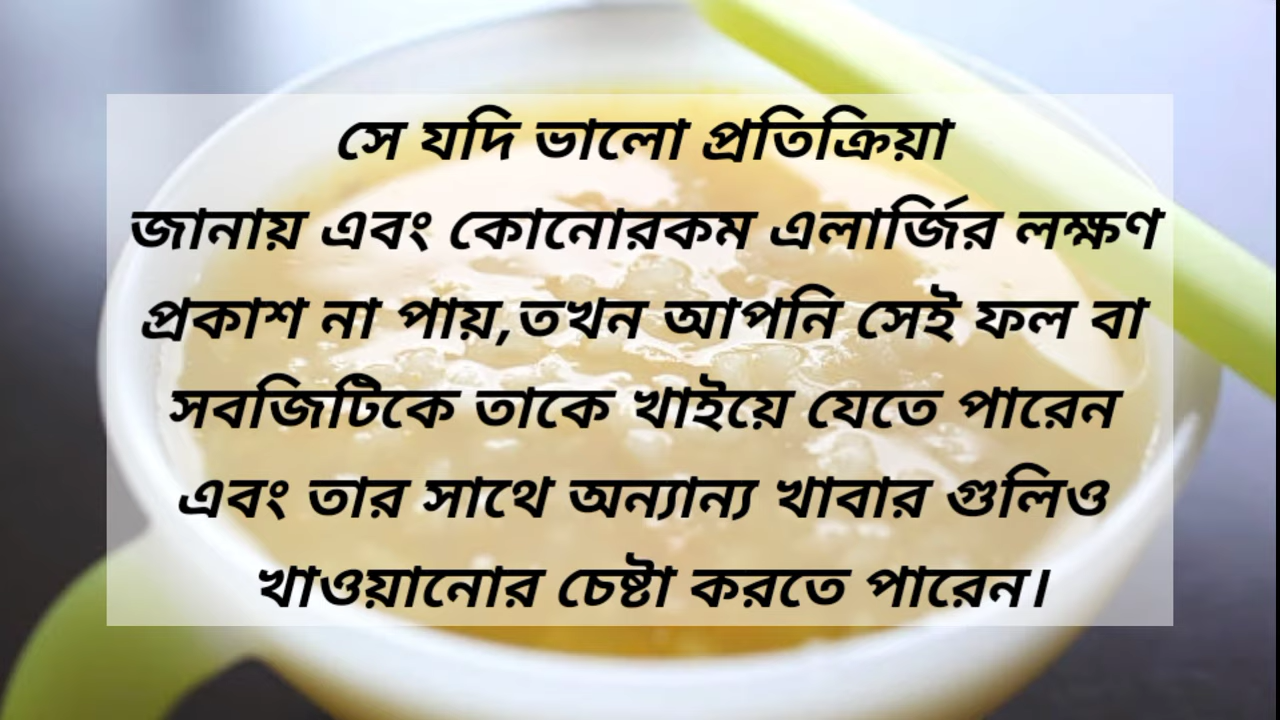 সে যদি ভালো প্রতিক্রিয়া
জানায় এবং কোনোরকম এলার্জির লক্ষণ
প্রকাশ না পায়,তখন আপনি সেই ফল বা
সবজিটিকে তাকে খাইয়ে যেতে পারেন
এবং তার সাথে অন্যান্য খাবার গুলিও
খাওয়ানোর চেষ্টা করতে পারেন।